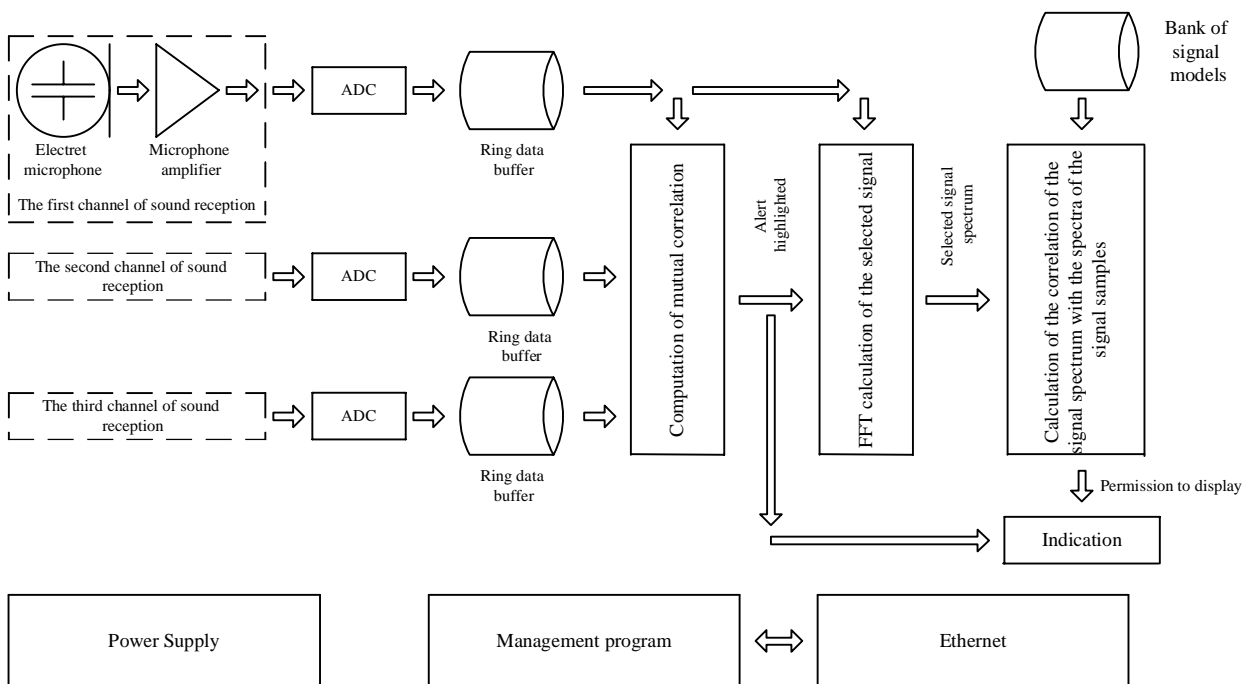 Bank of
signal
models
ADC
Electret
microphone
Microphone
amplifier
Ring data
buffer
The first channel of sound reception
The second channel of sound
reception
ADC
Ring data
buffer
The third channel of sound
reception
ADC
Ring data
buffer
Computation of mutual correlation
Alert
highlighted
FFT calculation of the selected signal
Selected signal
spectrum
Calculation of the correlation of the
signal spectrum with the spectra of the
signal samples
Permission to display
Indication
Power Supply
Management program
Ethernet